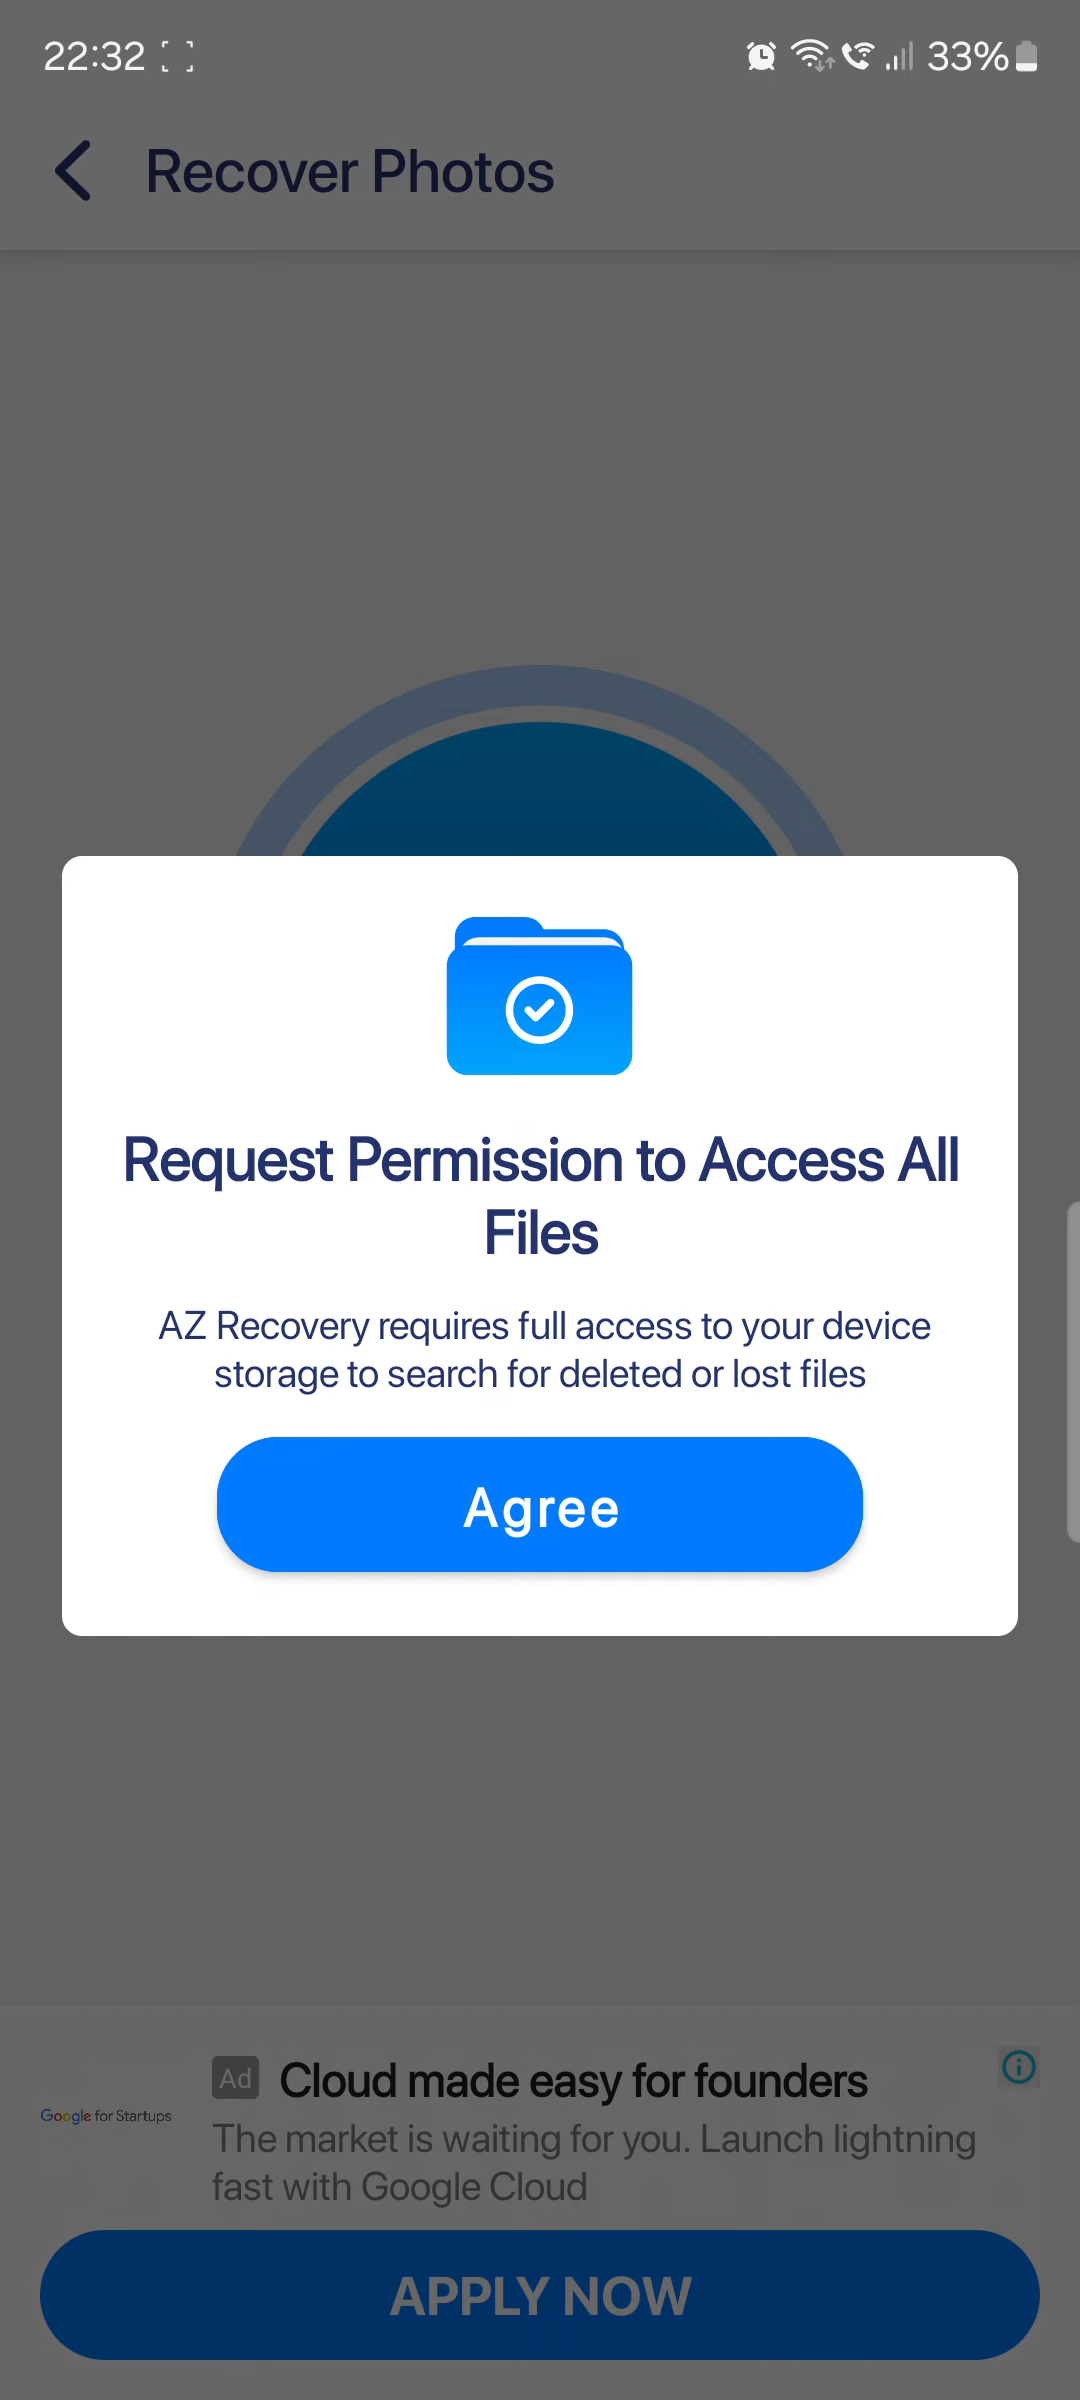 22:32
33%
Recover Photos
Request Permission to Access All
Files
AZ Recovery requires full access to your device
storage to search for deleted or lost files
Agree
Ad Cloud made easy for founders
Google for Startups
The market is waiting for you. Launch lightning
fast with Google Cloud
APPLY NOW